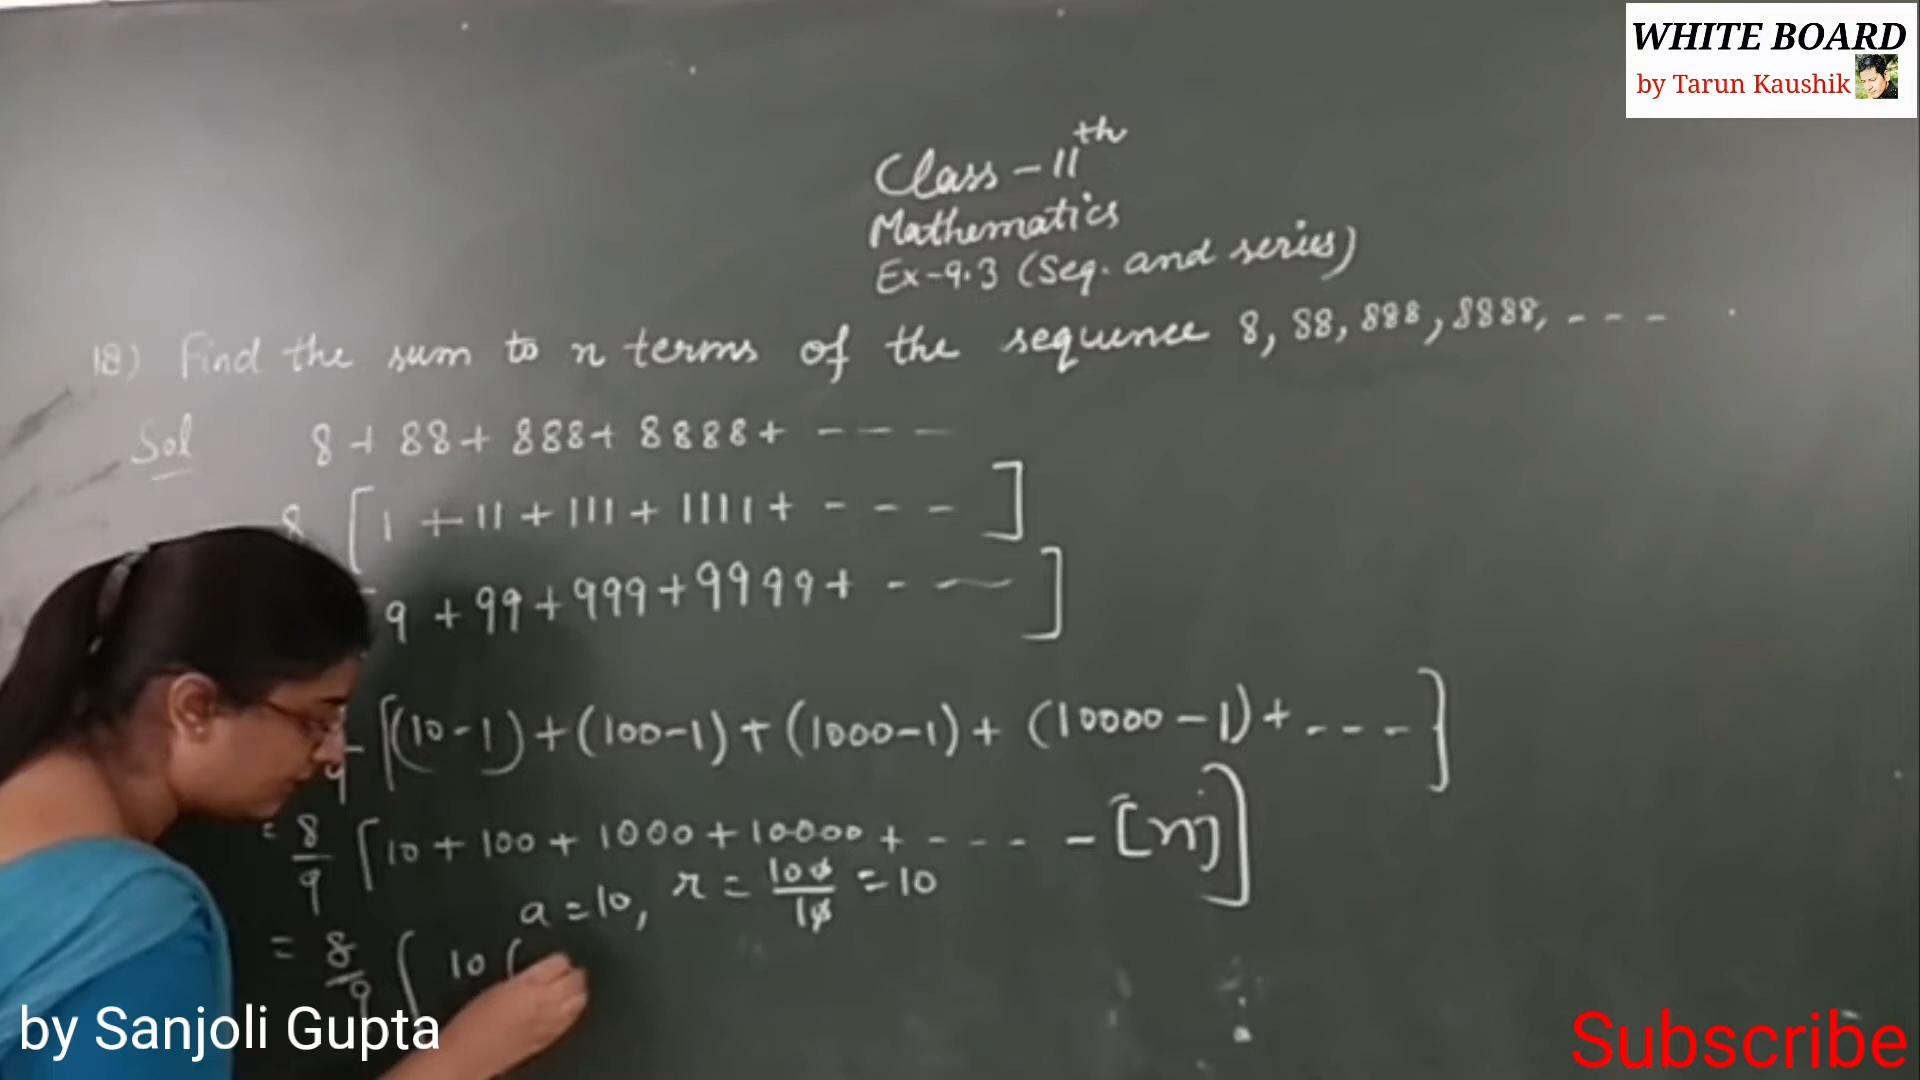 WHITE BOARD
by Tarun Kaushik
Class - 11th
Mathematics
Ex-9.3 (Seq. and series)
18) Find the sum to n terms of the sequence 8, 88, 888, 8888, - - -
Sol 8 + 88 + 888 + 8888 + - - -
8 [1 + 11 + 111 + 1111 + - - - ]
9 + 99 + 999 + 9999 + - - ]
9 [(10-1) + (100-1) + (1000-1) + (10000-1) + - - - ]
= 8/9 [10 + 100 + 1000 + 10000 + - - - - [n]]
a = 10, r = 100/10 = 10
= 8/9 [ 10 (
by Sanjoli Gupta
Subscribe